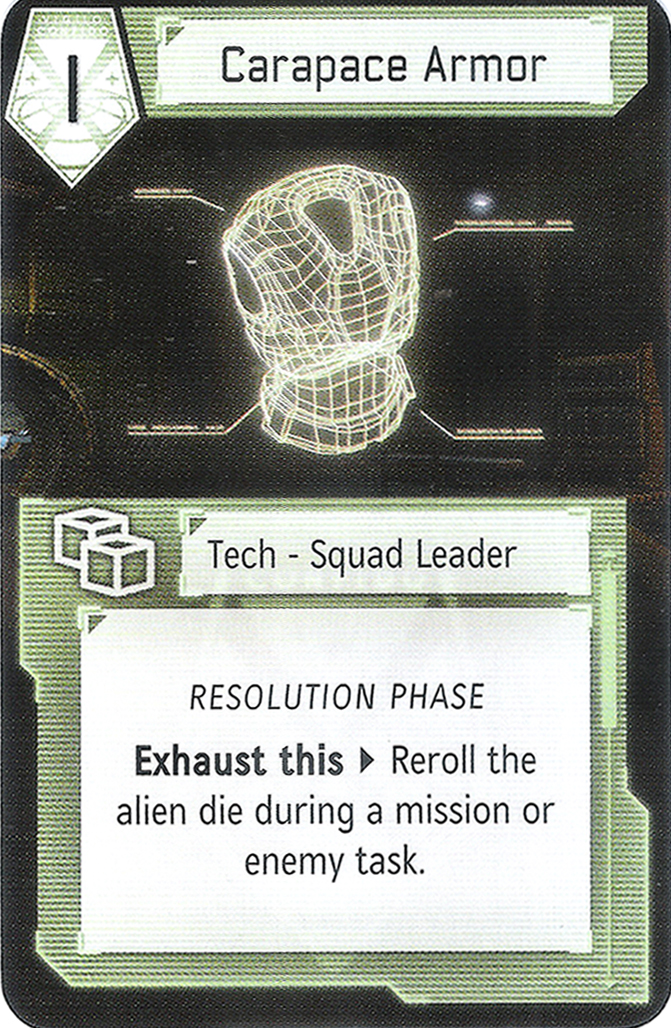 I
Carapace Armor
Tech - Squad Leader
RESOLUTION PHASE
Exhaust this ▸ Reroll the
alien die during a mission or
enemy task.